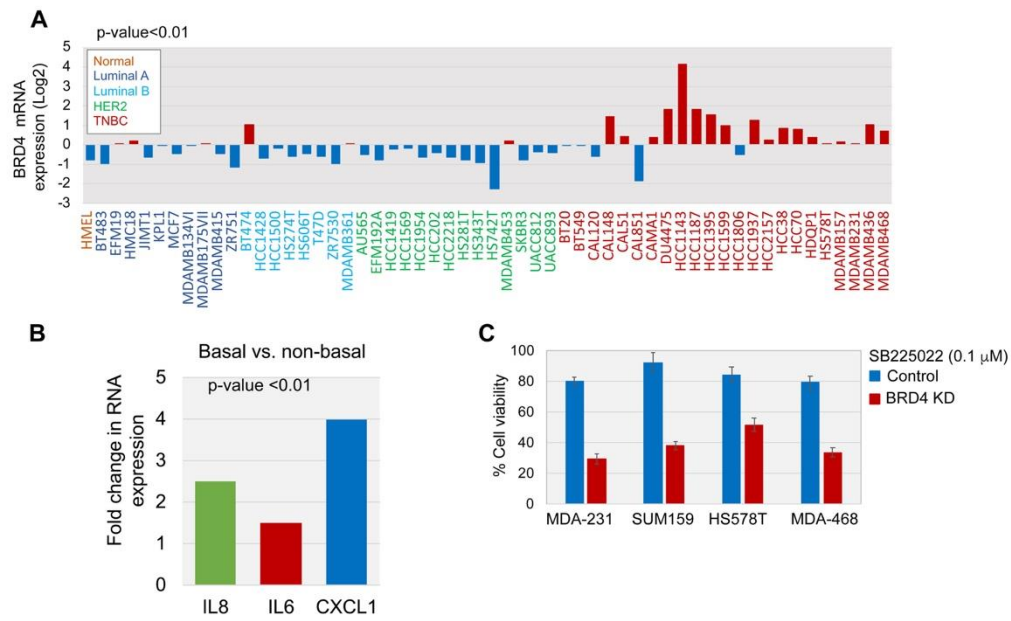 A
p-value<0.01
BRD4 mRNA
expression (Log2)
5
4
3
2
1
0
-1
-2
-3
Normal
Luminal A
Luminal B
HER2
TNBC
HMEL
BT483
EFM19
HMC18
JIMT1
KPL1
MCF7
MDAMB134VI
MDAMB175VII
MDAMB415
ZR751
BT474
HCC1428
HCC1500
HS274T
HS606T
T47D
ZR7530
MDAMB361
AU565
EFM192A
HCC1419
HCC1569
HCC1954
HCC202
HCC2218
HS281T
HS343T
HS742T
MDAMB453
SKBR3
UACC812
UACC893
BT20
BT549
CAL120
CAL148
CAL51
CAL851
CAMA1
DU4475
HCC1143
HCC1187
HCC1395
HCC1599
HCC1806
HCC1937
HCC2157
HCC38
HCC70
HDQP1
HS578T
MDAMB157
MDAMB231
MDAMB436
MDAMB468
B
Basal vs. non-basal
p-value <0.01
Fold change in RNA
expression
5
4
3
2
1
0
IL8 IL6 CXCL1
C
% Cell viability
100
80
60
40
20
0
MDA-231 SUM159 HS578T MDA-468
SB225022 (0.1 μM)
Control
BRD4 KD